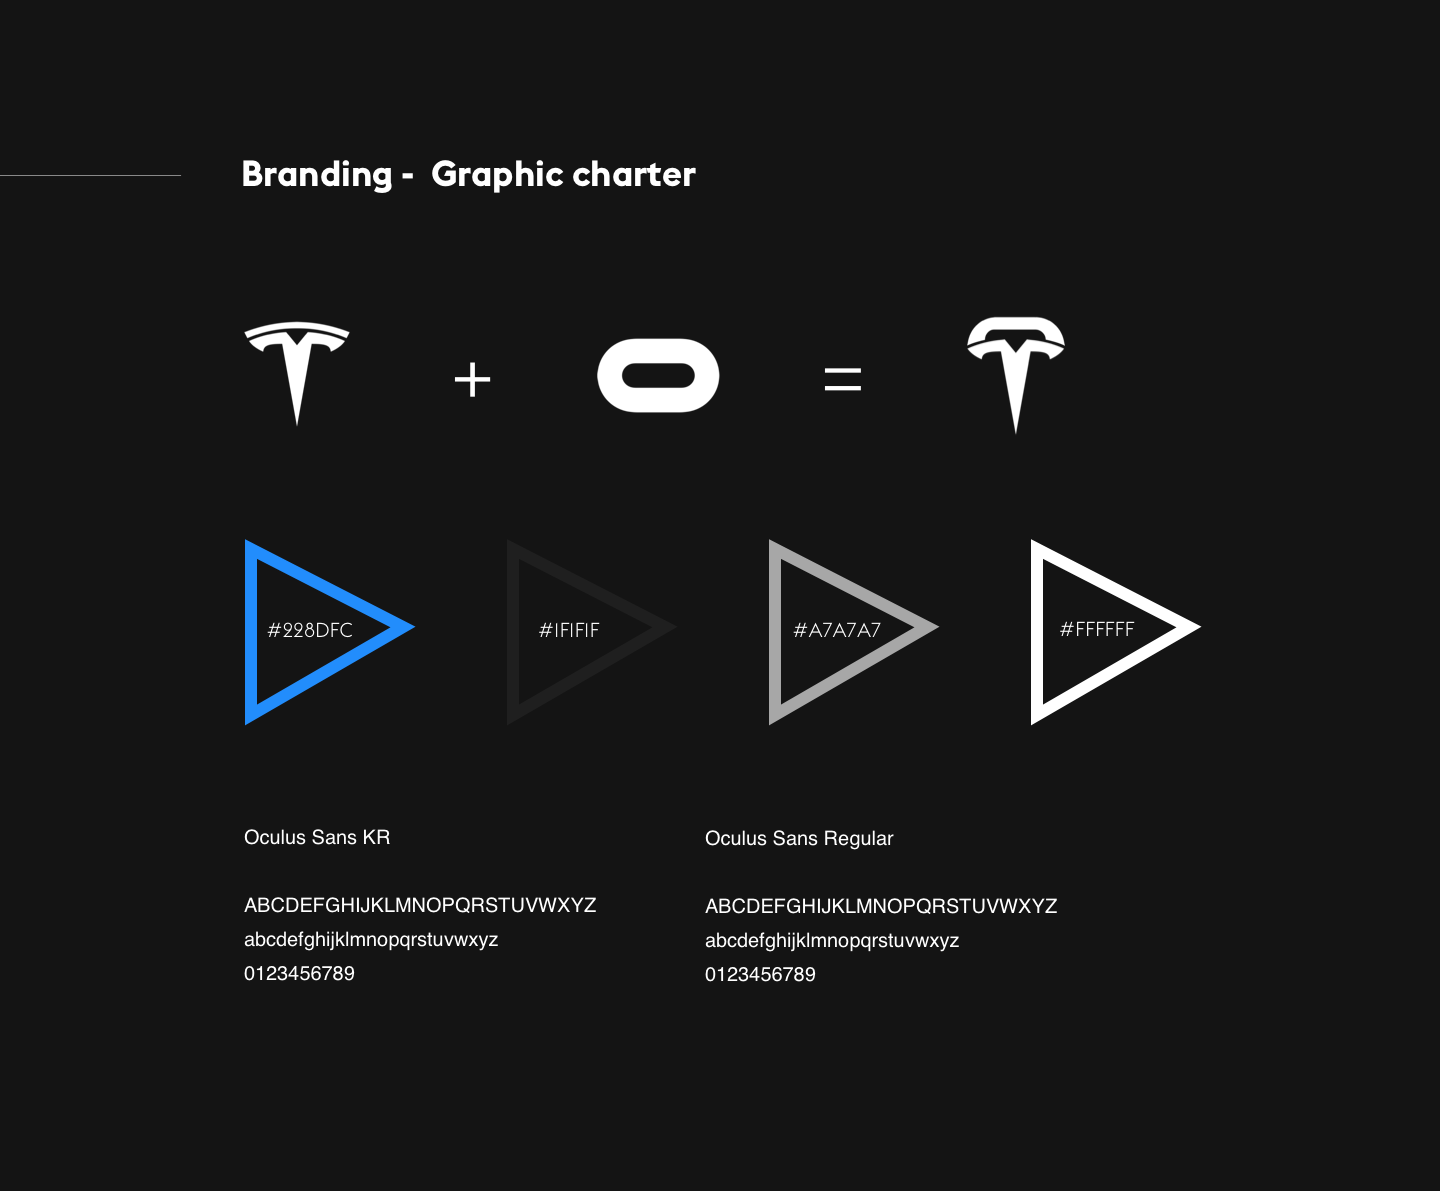 Branding - Graphic charter
+
=
#228DFC
#1F1F1F
#A7A7A7
#FFFFFF
Oculus Sans KR
ABCDEFGHIJKLMNOPQRSTUVWXYZ
abcdefghijklmnopqrstuvwxyz
0123456789
Oculus Sans Regular
ABCDEFGHIJKLMNOPQRSTUVWXYZ
abcdefghijklmnopqrstuvwxyz
0123456789